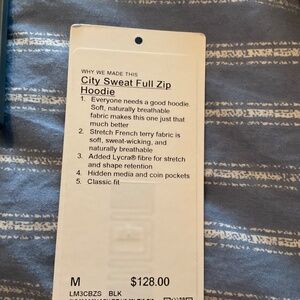 WHY WE MADE THIS
City Sweat Full Zip
Hoodie
1. Everyone needs a good hoodie.
Soft, naturally breathable
fabric makes this one just that
much better
2. Stretch French terry fabric is
soft, sweat-wicking, and
naturally breathable
3. Added Lycra® fibre for stretch
and shape retention
4. Hidden media and coin pockets
5. Classic fit
M $128.00
LM3CBZS BLK